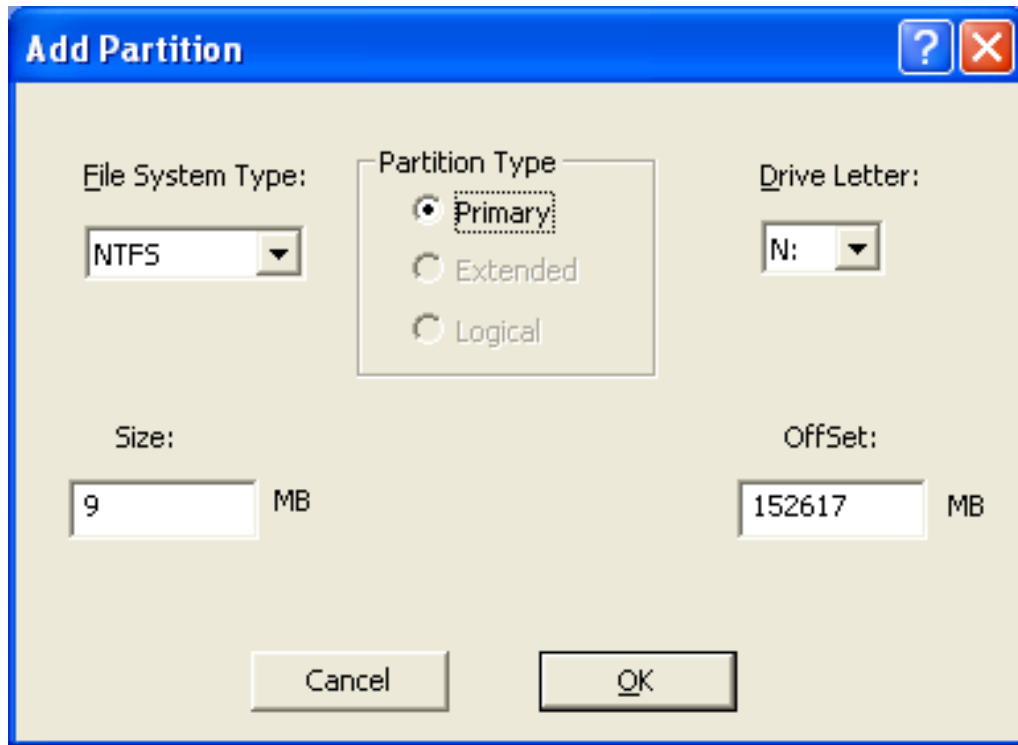 Add Partition
File System Type:
NTFS
Partition Type
Primary
Extended
Logical
Drive Letter:
N:
Size:
9 MB
OffSet:
152617 MB
Cancel
OK